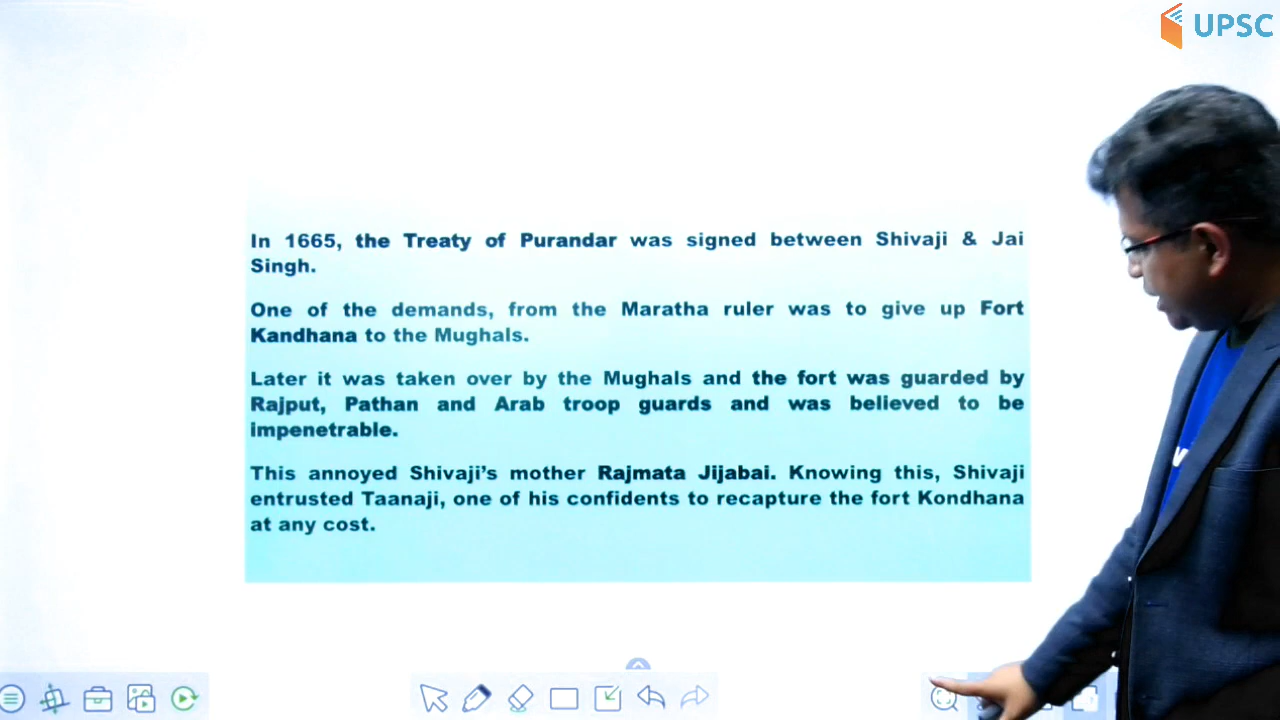 UPSC
In 1665, the Treaty of Purandar was signed between Shivaji & Jai
Singh.
One of the demands, from the Maratha ruler was to give up Fort
Kandhana to the Mughals.
Later it was taken over by the Mughals and the fort was guarded by
Rajput, Pathan and Arab troop guards and was believed to be
impenetrable.
This annoyed Shivaji's mother Rajmata Jijabai. Knowing this, Shivaji
entrusted Taanaji, one of his confidents to recapture the fort Kondhana
at any cost.